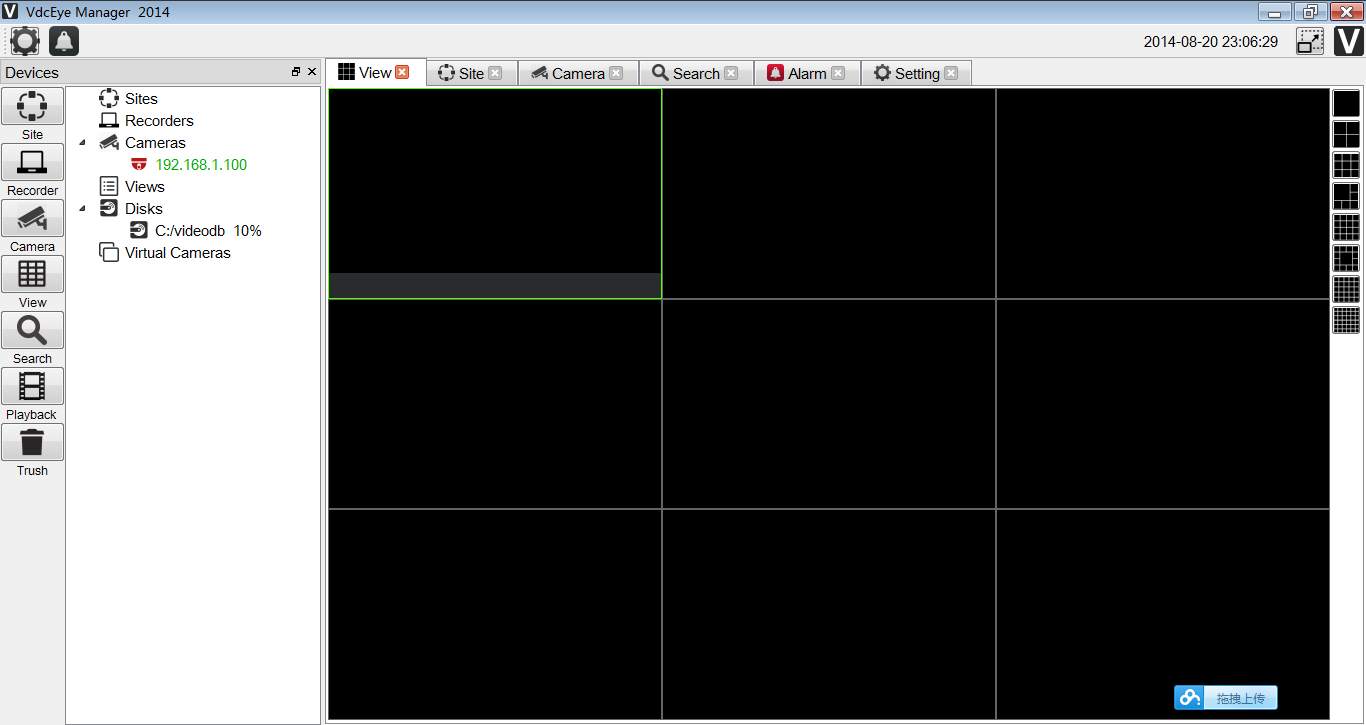 V VdcEye Manager 2014
2014-08-20 23:06:29
V
Devices
View
Site
Camera
Search
Alarm
Setting
Site
Recorder
Camera
View
Search
Playback
Trush
Sites
Recorders
Cameras
192.168.1.100
Views
Disks
C:/videodb 10%
Virtual Cameras
拖拽上传